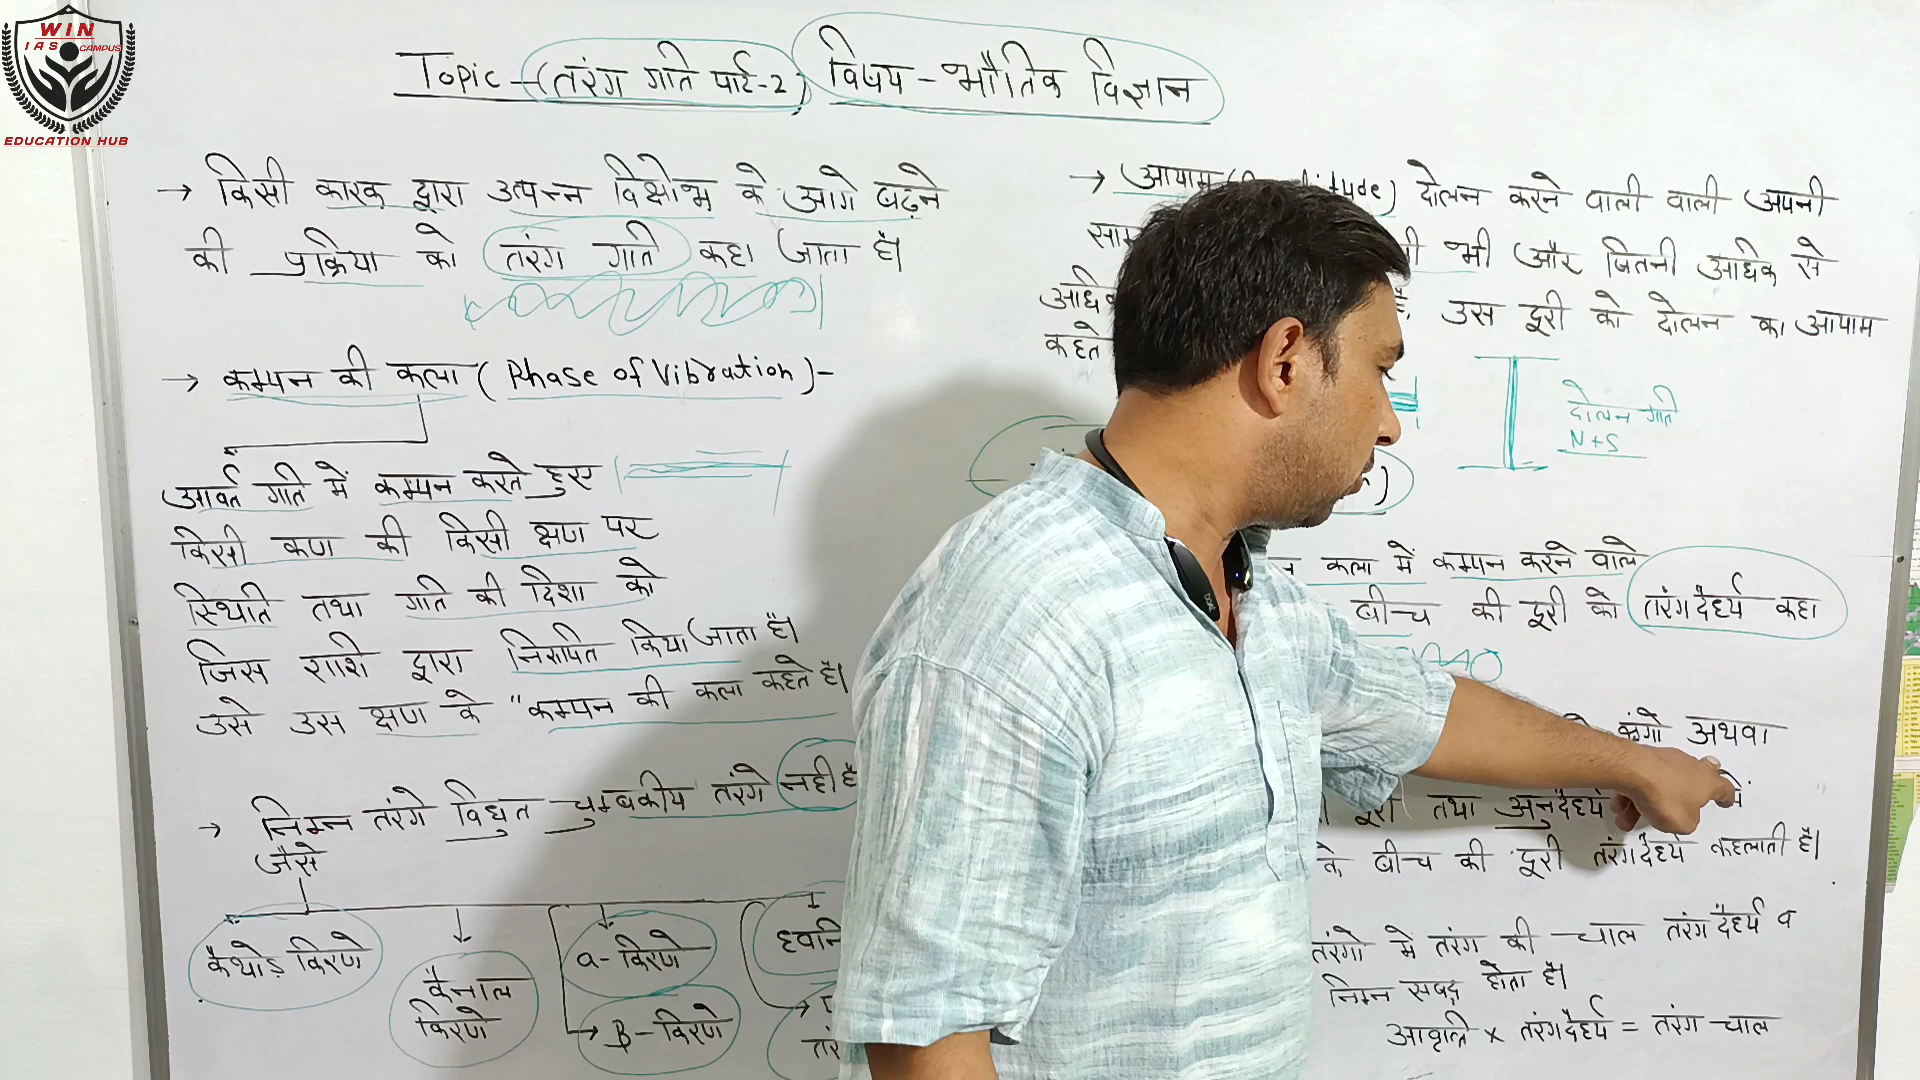 WIN
IAS CAMPUS
EDUCATION HUB
Topic - (तरंग गति पार्ट-2) विषय - भौतिक विज्ञान
→ किसी कारक द्वारा उत्पन्न विक्षोभ के आगे बढ़ने
की प्रक्रिया को तरंग गति कहा जाता है।
→ कम्पन की कला (Phase of Vibration)-
आवर्त गति में कम्पन करते हुए
किसी कण की किसी क्षण पर
स्थिति तथा गति की दिशा को
जिस राशि द्वारा निरूपित किया जाता है।
उसे उस क्षण के "कम्पन की कला कहते है।
→ निम्न तरंगे विद्युत चुम्बकीय तरंगे नही है
जैसे
कैथोड किरणे
कैनाल
किरणे
a-किरणे
B-किरणे
→ आयाम दोलन करने वाली वाली अपनी
भी और जितनी अधिक से
उस दूरी को दोलन का आयाम
कहते
दोलन गति
N+S
कला में कम्पन करने वाले
बीच की दूरी को तरंगदैर्ध्य कहा
अथवा
दूरी तथा अनुदैर्ध्य
के बीच की दूरी तरंगदैर्ध्य कहलाती है।
तरंगो मे तरंग की चाल तरंगदैर्ध्य व
निम्न सबंद्ध होता है।
आवृत्ति × तरंगदैर्ध्य = तरंग चाल